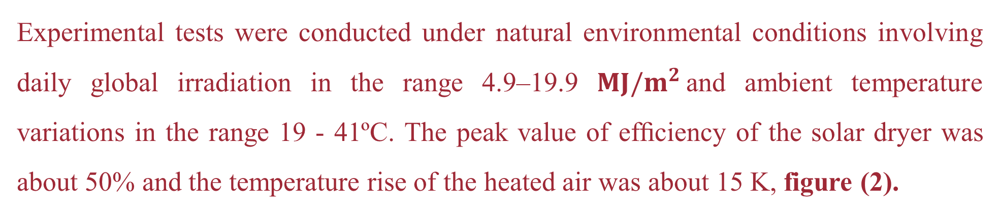 Experimental tests were conducted under natural environmental conditions involving
daily global irradiation in the range 4.9–19.9 MJ/m² and ambient temperature
variations in the range 19 - 41ºC. The peak value of efficiency of the solar dryer was
about 50% and the temperature rise of the heated air was about 15 K, figure (2).